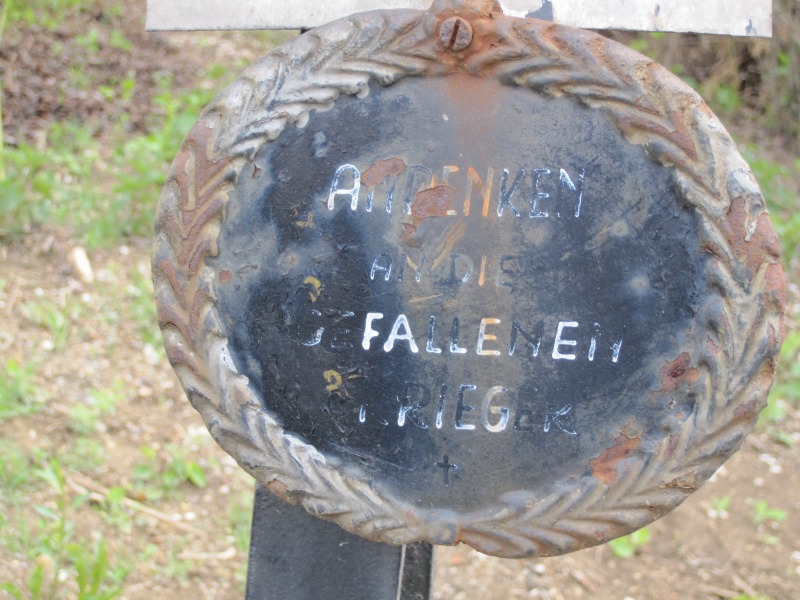 ANDENKEN
AN DIE
GEFALLENEN
KRIEGER